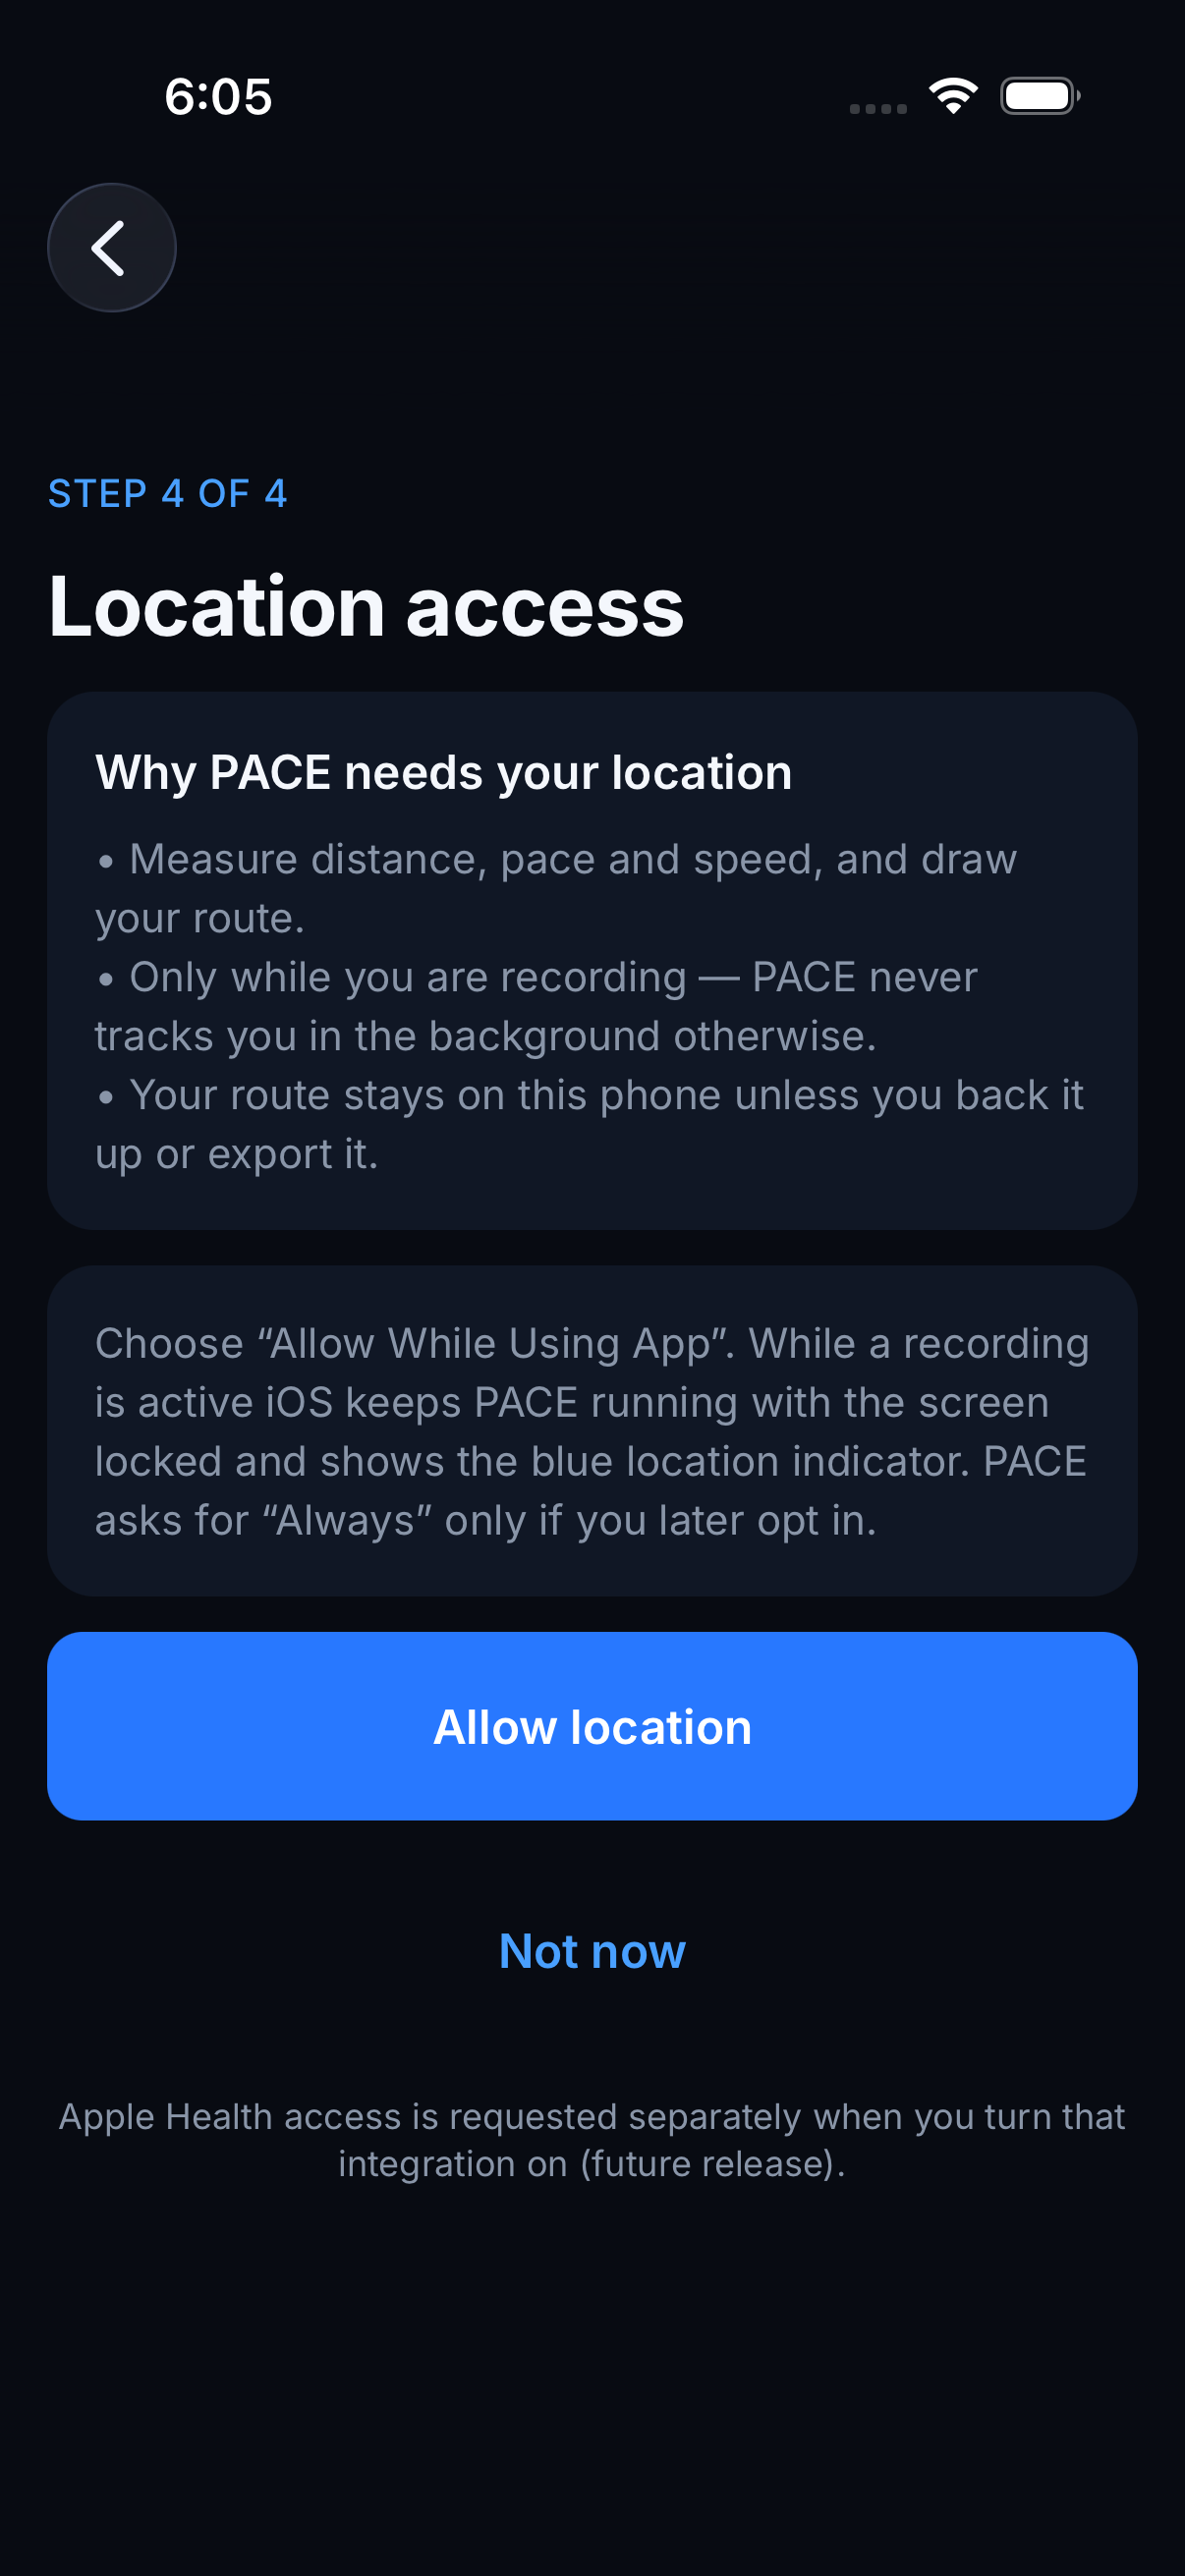 6:05
STEP 4 OF 4
Location access
Why PACE needs your location
• Measure distance, pace and speed, and draw
your route.
• Only while you are recording — PACE never
tracks you in the background otherwise.
• Your route stays on this phone unless you back it
up or export it.
Choose “Allow While Using App”. While a recording
is active iOS keeps PACE running with the screen
locked and shows the blue location indicator. PACE
asks for “Always” only if you later opt in.
Allow location
Not now
Apple Health access is requested separately when you turn that
integration on (future release).